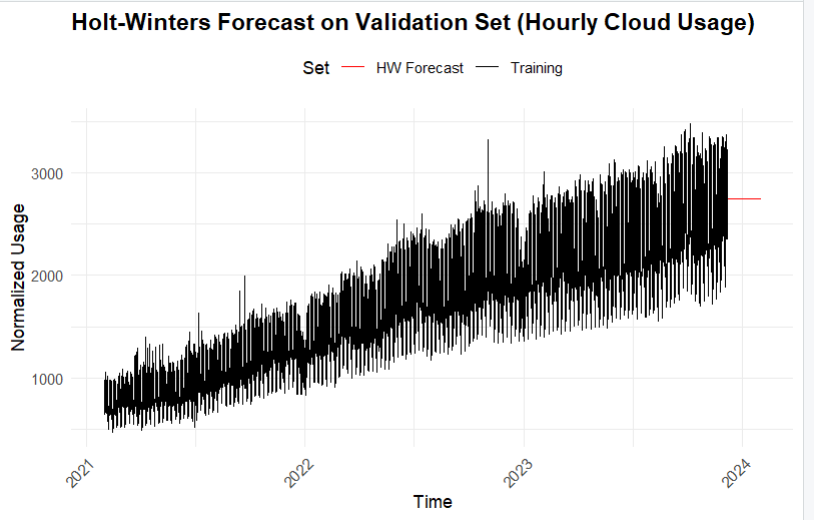 Holt-Winters Forecast on Validation Set (Hourly Cloud Usage)
Set HW Forecast Training
Normalized Usage
3000
2000
1000
2021
2022
2023
2024
Time